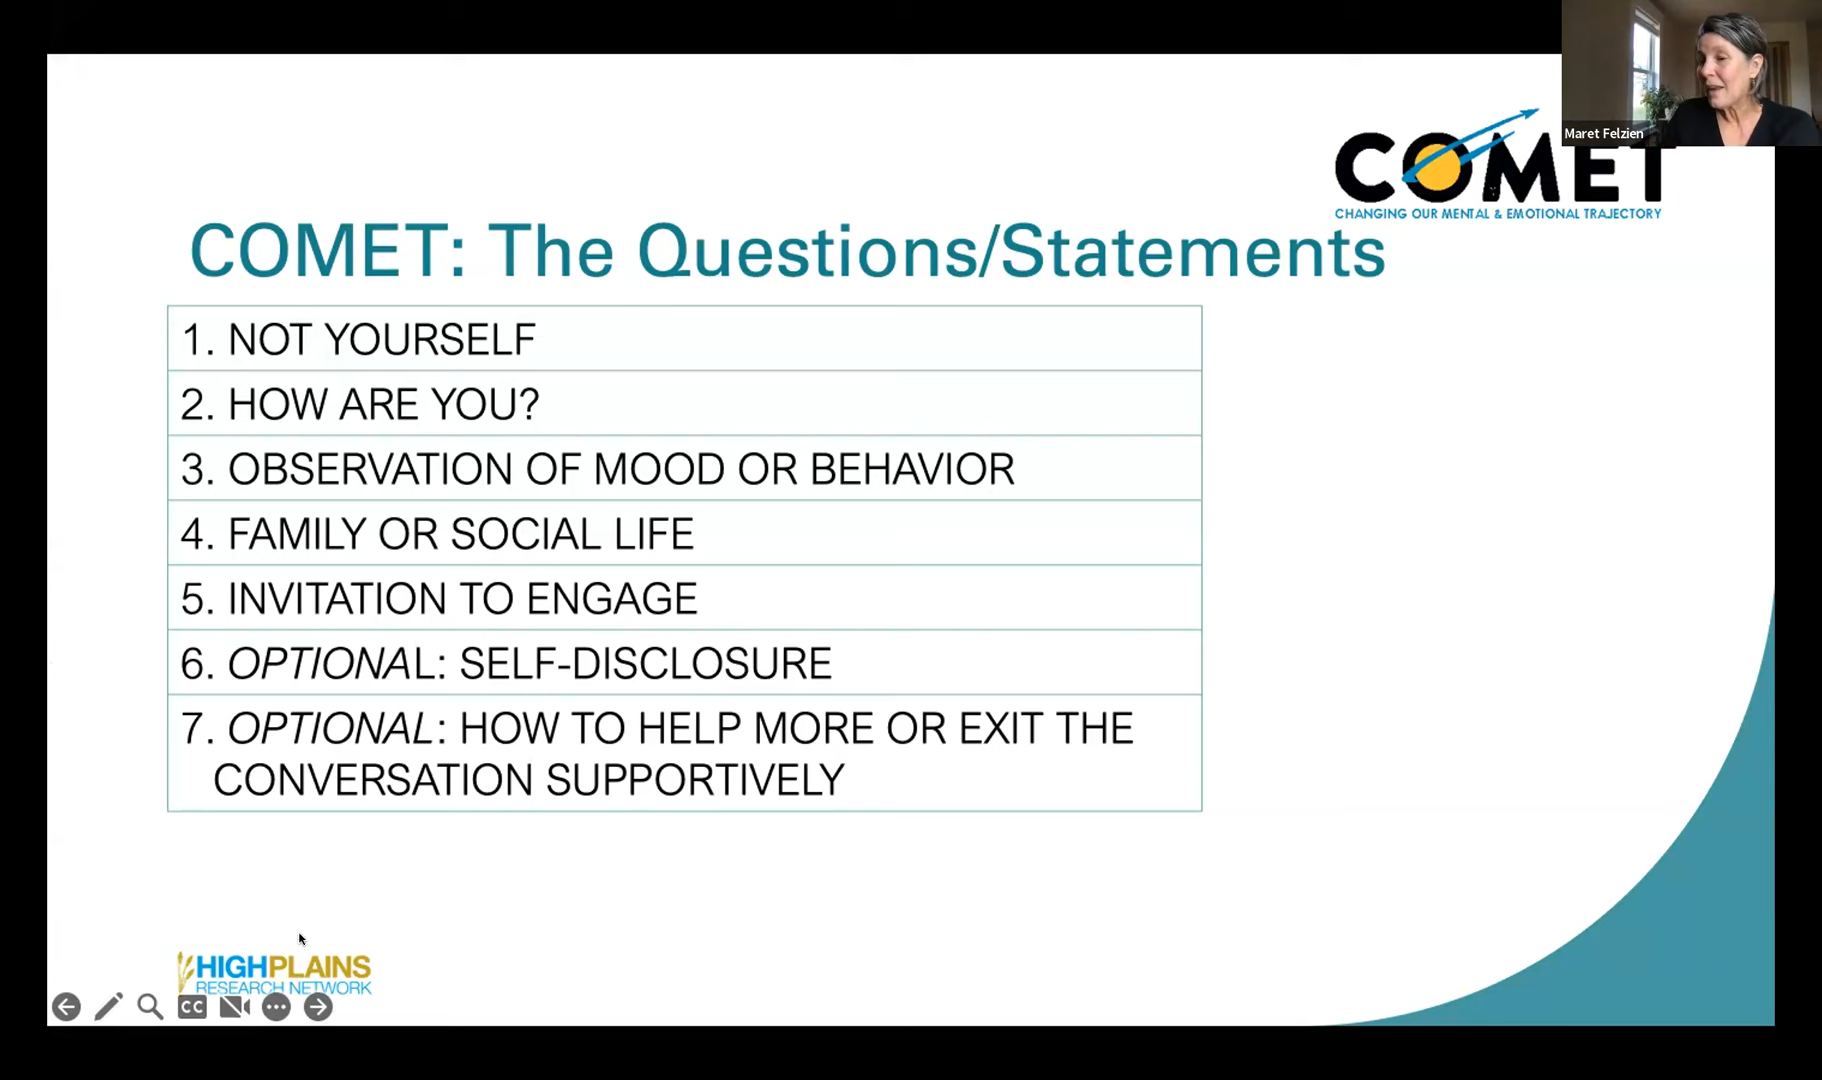 Maret Felzien
COMET
CHANGING OUR MENTAL & EMOTIONAL TRAJECTORY
COMET: The Questions/Statements
1. NOT YOURSELF
2. HOW ARE YOU?
3. OBSERVATION OF MOOD OR BEHAVIOR
4. FAMILY OR SOCIAL LIFE
5. INVITATION TO ENGAGE
6. OPTIONAL: SELF-DISCLOSURE
7. OPTIONAL: HOW TO HELP MORE OR EXIT THE
CONVERSATION SUPPORTIVELY
HIGHPLAINS
RESEARCH NETWORK
CC